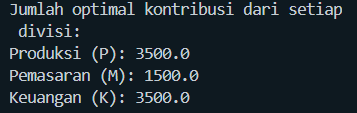 Jumlah optimal kontribusi dari setiap
divisi:
Produksi (P): 3500.0
Pemasaran (M): 1500.0
Keuangan (K): 3500.0